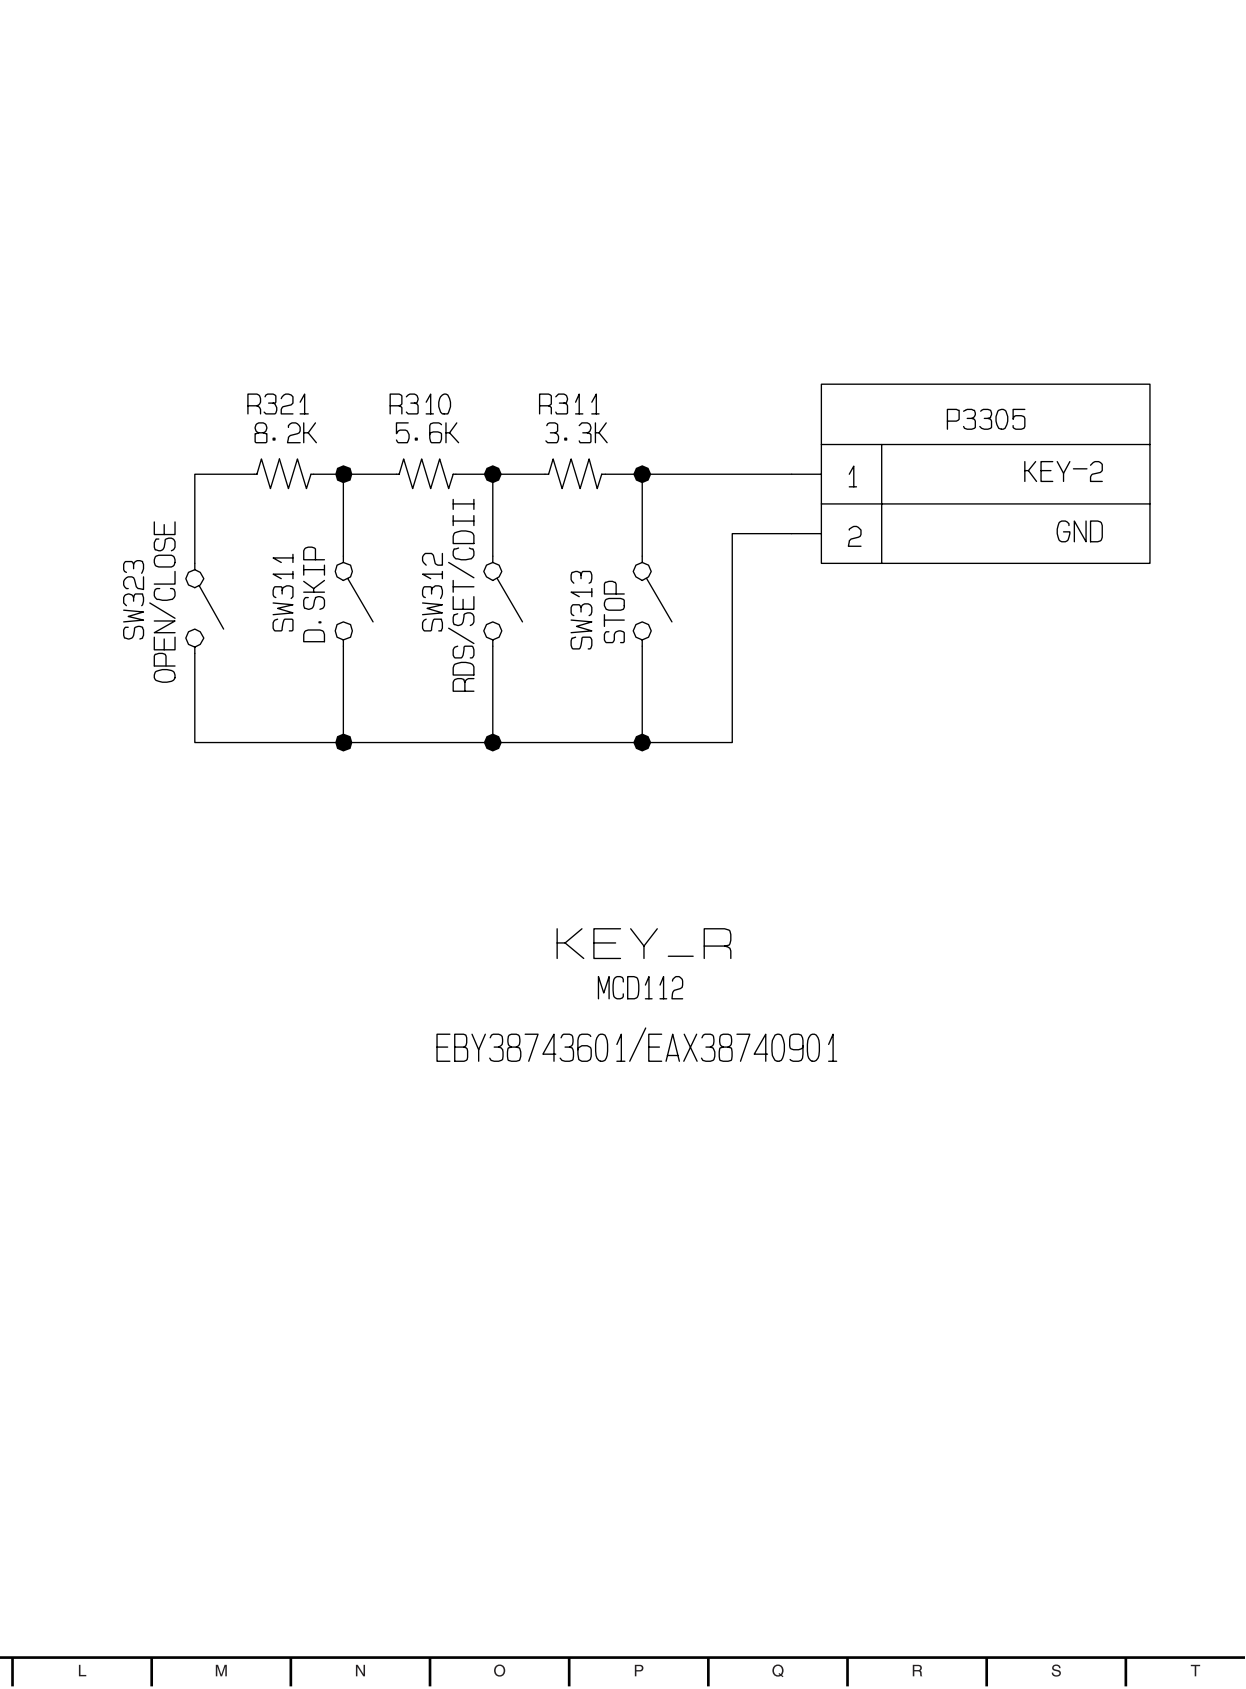 R321
8.2K
R310
5.6K
R311
3.3K
P3305
1
KEY-2
2
GND
SW323
OPEN/CLOSE
SW311
D.SKIP
SW312
RDS/SET/CDII
SW313
STOP
KEY_R
MCD112
EBY38743601/EAX38740901
L M N O P Q R S T